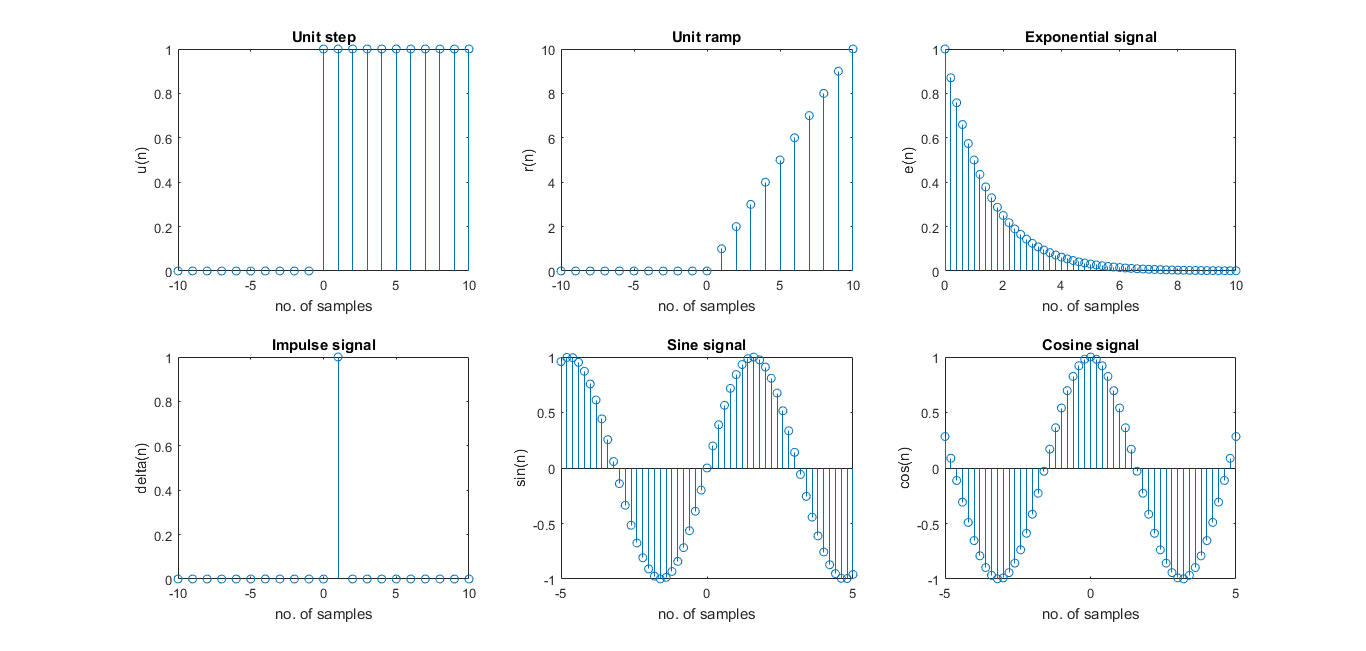 Unit step
1
0.8
0.6
0.4
0.2
0
u(n)
-10 -5 0 5 10
no. of samples
Unit ramp
10
8
6
4
2
0
r(n)
-10 -5 0 5 10
no. of samples
Exponential signal
1
0.8
0.6
0.4
0.2
0
e(n)
0 2 4 6 8 10
no. of samples
Impulse signal
1
0.8
0.6
0.4
0.2
0
delta(n)
-10 -5 0 5 10
no. of samples
Sine signal
1
0.5
0
-0.5
-1
sin(n)
-5 0 5
no. of samples
Cosine signal
1
0.5
0
-0.5
-1
cos(n)
-5 0 5
no. of samples